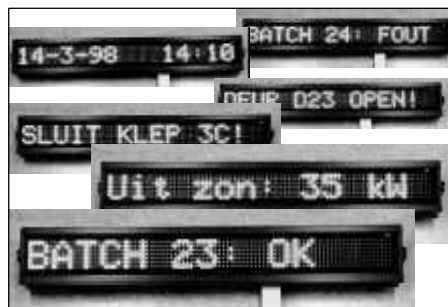 BATCH 24: FOUT
14-3-98 14:10
DEUR D23 OPEN!
SLUIT KLEP 3C!
Uit zon: 35 kW
BATCH 23: OK